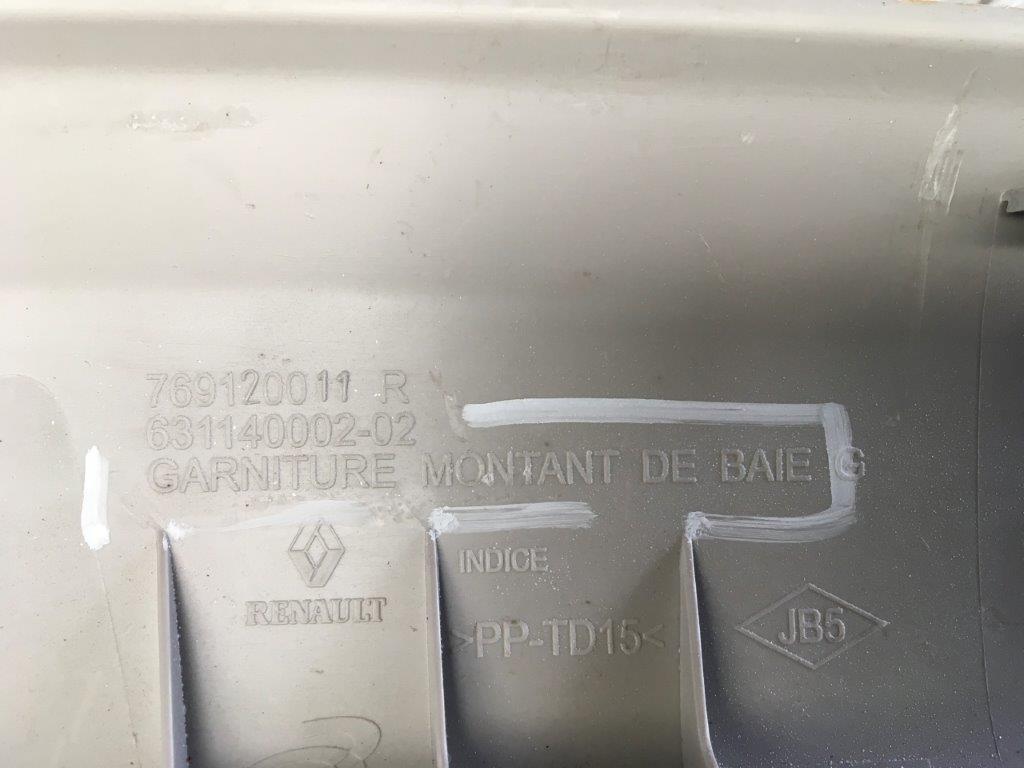 769120011 R
631140002-02
GARNITURE MONTANT DE BAIE G
RENAULT
INDICE
>PP-TD15<
JB5